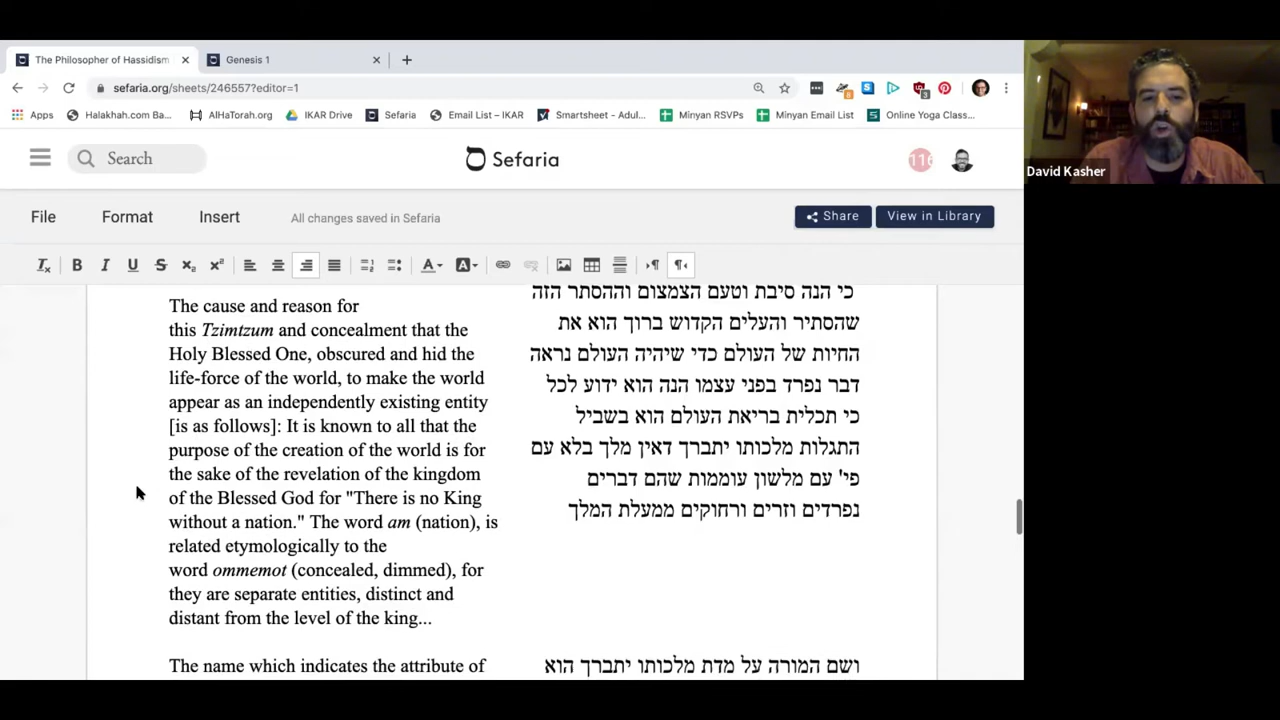 The Philosopher of Hassidism
Genesis 1
sefaria.org/sheets/246557?editor=1
Apps
Halakhah.com Ba...
AlHaTorah.org
IKAR Drive
Sefaria
Email List – IKAR
Smartsheet - Adul...
Minyan RSVPs
Minyan Email List
Online Yoga Class...
Search
Sefaria
116
File Format Insert All changes saved in Sefaria
Share
View in Library
David Kasher
The cause and reason for
this Tzimtzum and concealment that the
Holy Blessed One, obscured and hid the
life-force of the world, to make the world
appear as an independently existing entity
[is as follows]: It is known to all that the
purpose of the creation of the world is for
the sake of the revelation of the kingdom
of the Blessed God for "There is no King
without a nation." The word am (nation), is
related etymologically to the
word ommemot (concealed, dimmed), for
they are separate entities, distinct and
distant from the level of the king...
The name which indicates the attribute of
כי הנה סיבת וטעם הצמצום וההסתר הזה
שהסתיר והעלים הקדוש ברוך הוא את
החיות של העולם כדי שיהיה העולם נראה
דבר נפרד בפני עצמו הנה הוא ידוע לכל
כי תכלית בריאת העולם הוא בשביל
התגלות מלכותו יתברך דאין מלך בלא עם
פי' עם מלשון עוממות שהם דברים
נפרדים וזרים ורחוקים ממעלת המלך
ושם המורה על מדת מלכותו יתברך הוא